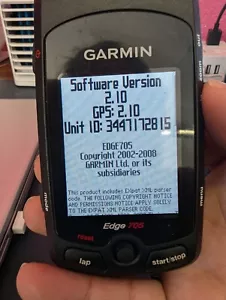 GARMIN
Software Version
2.10
GPS: 2.10
Unit ID: 3447172815
EDGE705
Copyright 2002-2008
GARMIN Ltd. or its
subsidiaries
This product includes Expat XML parser
code. THE FOLLOWING COPYRIGHT NOTICE
AND PERMISSIONS NOTICE APPLY SOLELY
TO THE EXPAT XML PARSER CODE.
Edge 705
lap
start/stop